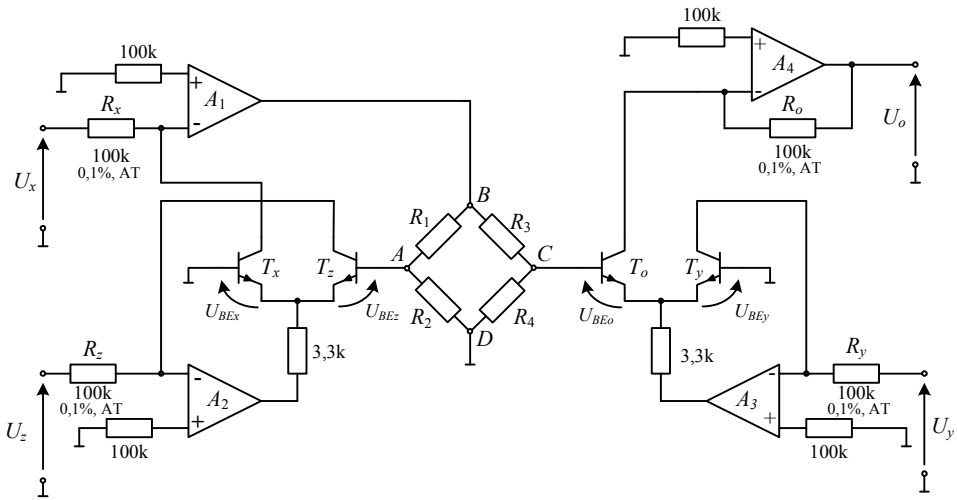 100k
+
A1
-
Rx
100k
0,1%, AT
Ux
100k
+
A4
-
Ro
100k
0,1%, AT
Uo
B
R1
R3
A
C
Tx
Tz
UBEx
UBEz
R2
R4
D
To
Ty
UBEo
UBEy
3,3k
3,3k
Rz
100k
0,1%, AT
-
A2
+
100k
Uz
-
A3
+
Ry
100k
0,1%, AT
100k
Uy